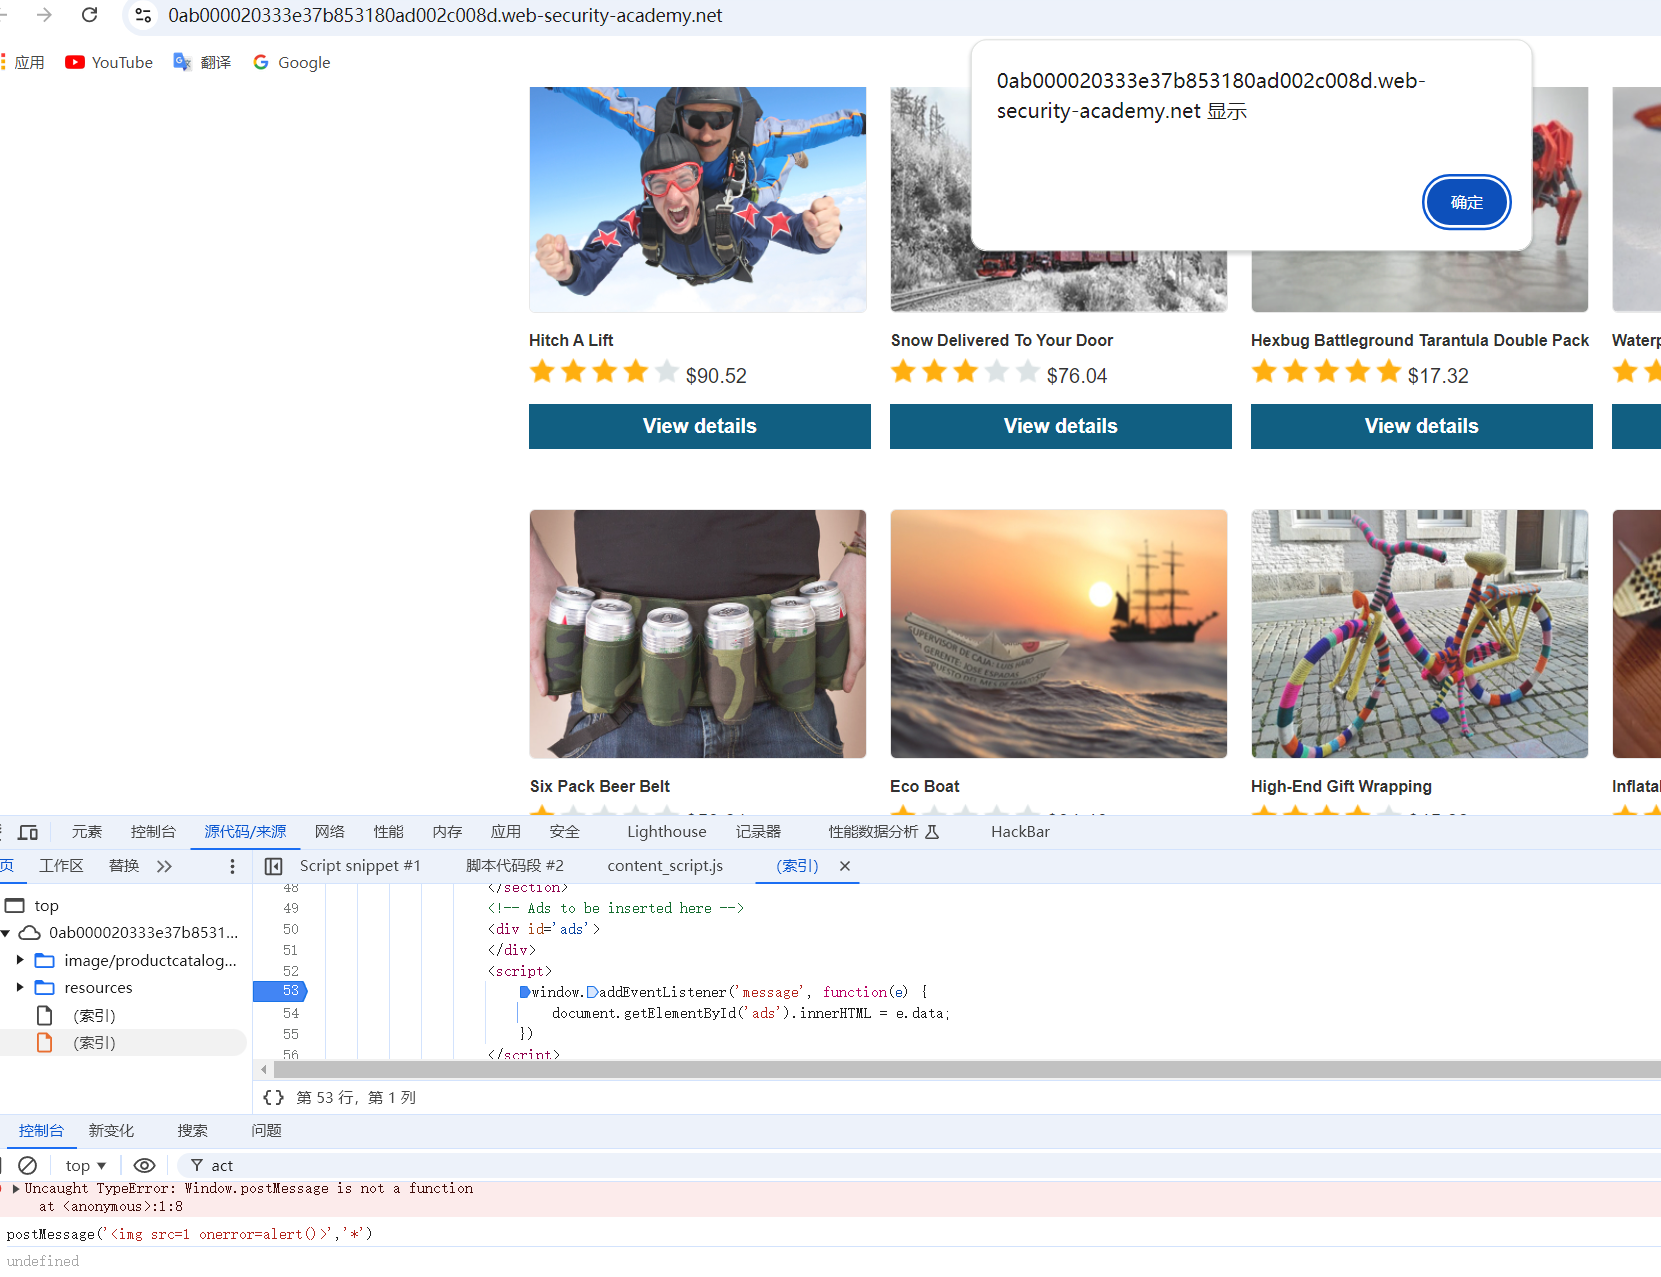 0ab000020333e37b853180ad002c008d.web-security-academy.net
应用 YouTube 翻译 Google
0ab000020333e37b853180ad002c008d.web-
security-academy.net 显示
确定
Hitch A Lift
Snow Delivered To Your Door
Hexbug Battleground Tarantula Double Pack
Waterp
$90.52
$76.04
$17.32
View details
View details
View details
SUPERVISOR DE CAJA: LUIS HARO
GERENTE: JOSE ESPADAS
Six Pack Beer Belt
Eco Boat
High-End Gift Wrapping
Inflatal
元素 控制台 源代码/来源 网络 性能 内存 应用 安全 Lighthouse 记录器 性能数据分析 HackBar
页 工作区 替换 Script snippet #1 脚本代码段 #2 content_script.js (索引)
top
0ab000020333e37b8531...
image/productcatalog...
resources
(索引)
(索引)
48 </section>
49 <!-- Ads to be inserted here -->
50 <div id='ads'>
51 </div>
52 <script>
53 window.addEventListener('message', function(e) {
54 document.getElementById('ads').innerHTML = e.data;
55 })
56 </script>
{} 第 53 行，第 1 列
控制台 新变化 搜索 问题
top act
Uncaught TypeError: Window.postMessage is not a function
at <anonymous>:1:8
postMessage('<img src=1 onerror=alert()>','*')
undefined